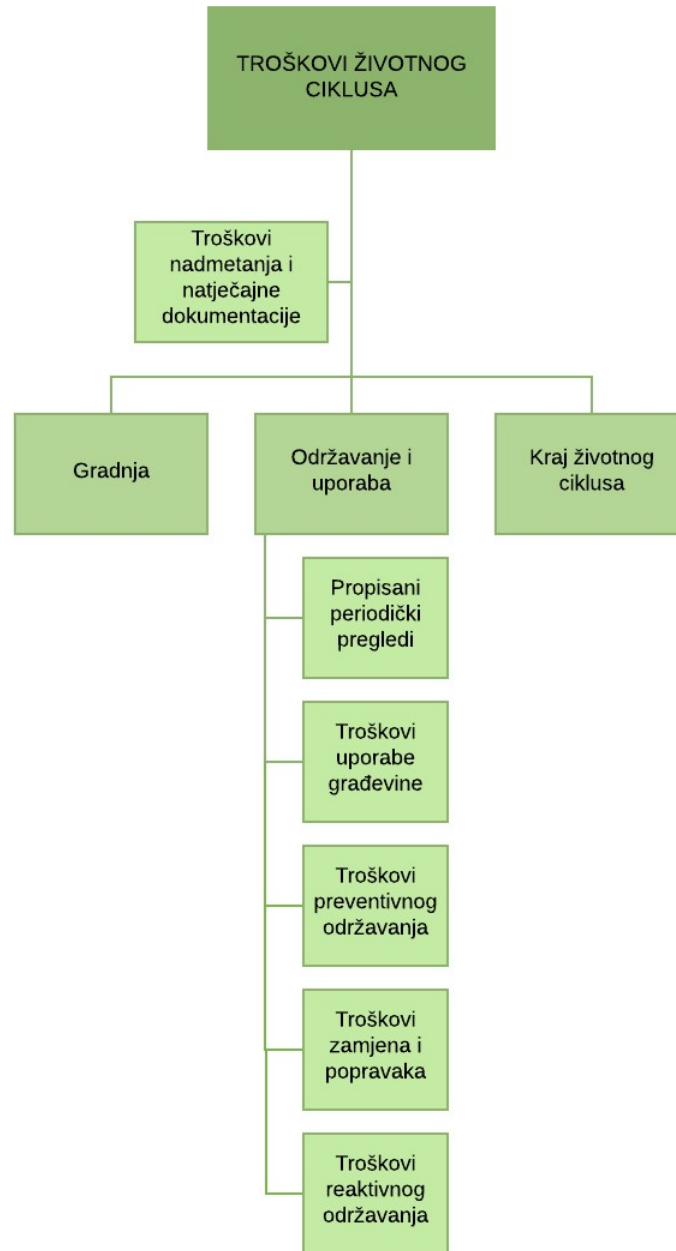 TROŠKOVI ŽIVOTNOG
CIKLUSA
Troškovi
nadmetanja i
natječajne
dokumentacije
Gradnja
Održavanje i
uporaba
Kraj životnog
ciklusa
Propisani
periodički
pregledi
Troškovi
uporabe
građevine
Troškovi
preventivnog
održavanja
Troškovi
zamjena i
popravaka
Troškovi
reaktivnog
održavanja